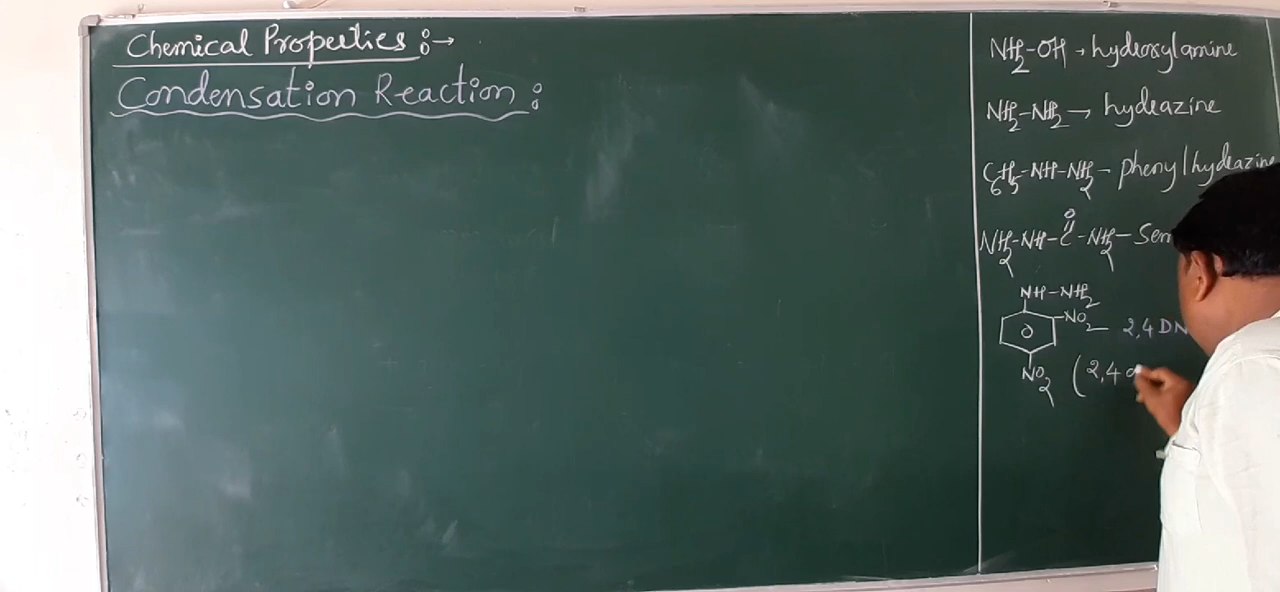 Chemical Properties :→
Condensation Reaction :
NH2-OH → hydroxylamine
NH2-NH2 → hydrazine
C6H5-NH-NH2 - phenylhydrazine
O
NH2-NH-C-NH2 - Sem
NH-NH2
NO2 - 2,4 DN
NO2 (2,4